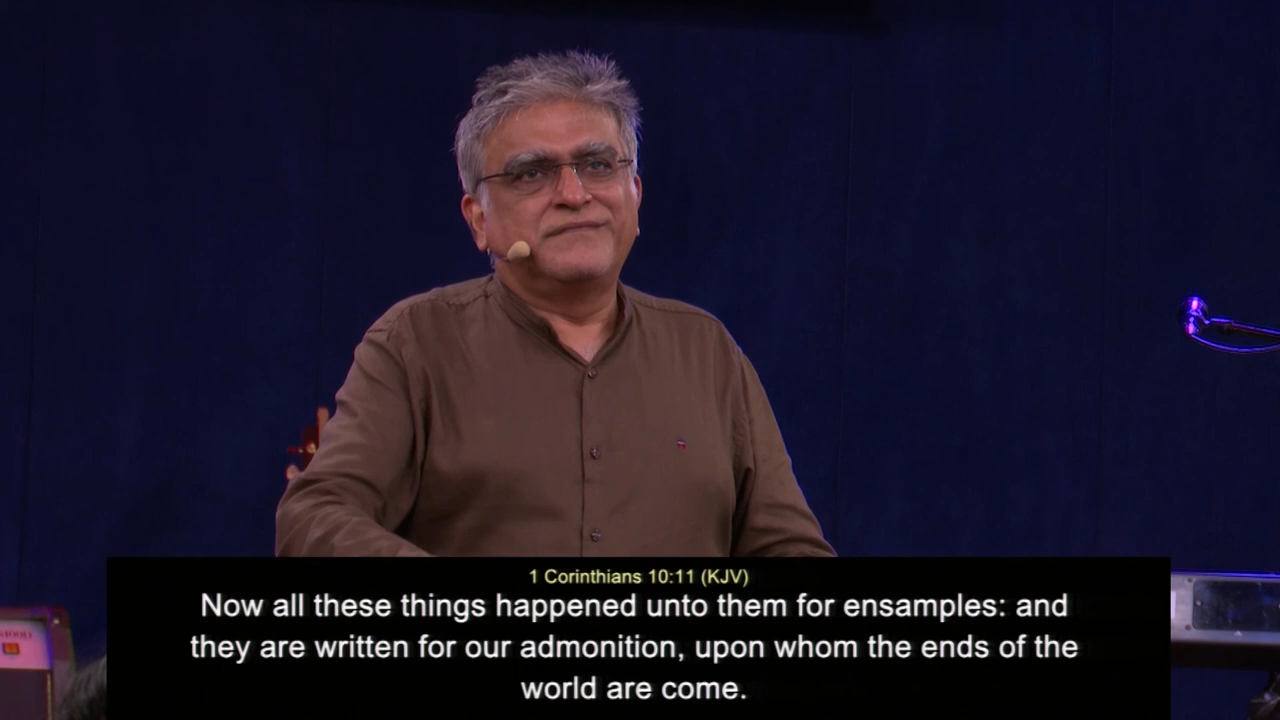 1 Corinthians 10:11 (KJV)
Now all these things happened unto them for ensamples: and
they are written for our admonition, upon whom the ends of the
world are come.